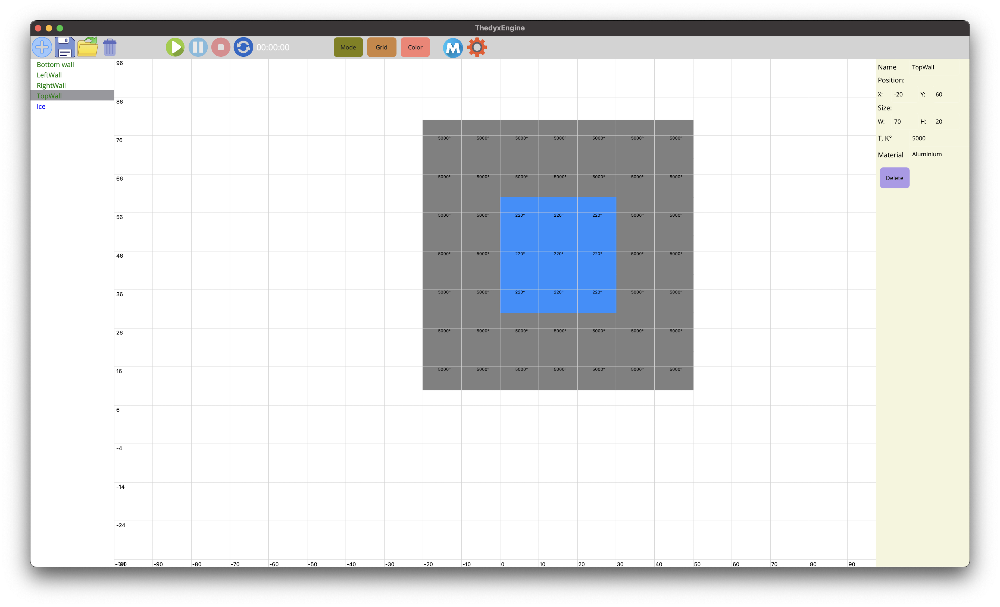 ThedyxEngine
00:00:00 Mode Grid Color M
Bottom wall
LeftWall
RightWall
TopWall
Ice
96
86
76
66
56
46
36
26
16
6
-4
-14
-24
5000° 5000° 5000° 5000° 5000° 5000° 5000°
5000° 5000° 5000° 5000° 5000° 5000° 5000°
5000° 5000° 220° 220° 220° 5000° 5000°
5000° 5000° 220° 220° 220° 5000° 5000°
5000° 5000° 220° 220° 220° 5000° 5000°
5000° 5000° 5000° 5000° 5000° 5000° 5000°
5000° 5000° 5000° 5000° 5000° 5000° 5000°
-90 -80 -70 -60 -50 -40 -30 -20 -10 0 10 20 30 40 50 60 70 80 90
Name TopWall
Position:
X: -20 Y: 60
Size:
W: 70 H: 20
T, K° 5000
Material Aluminium
Delete